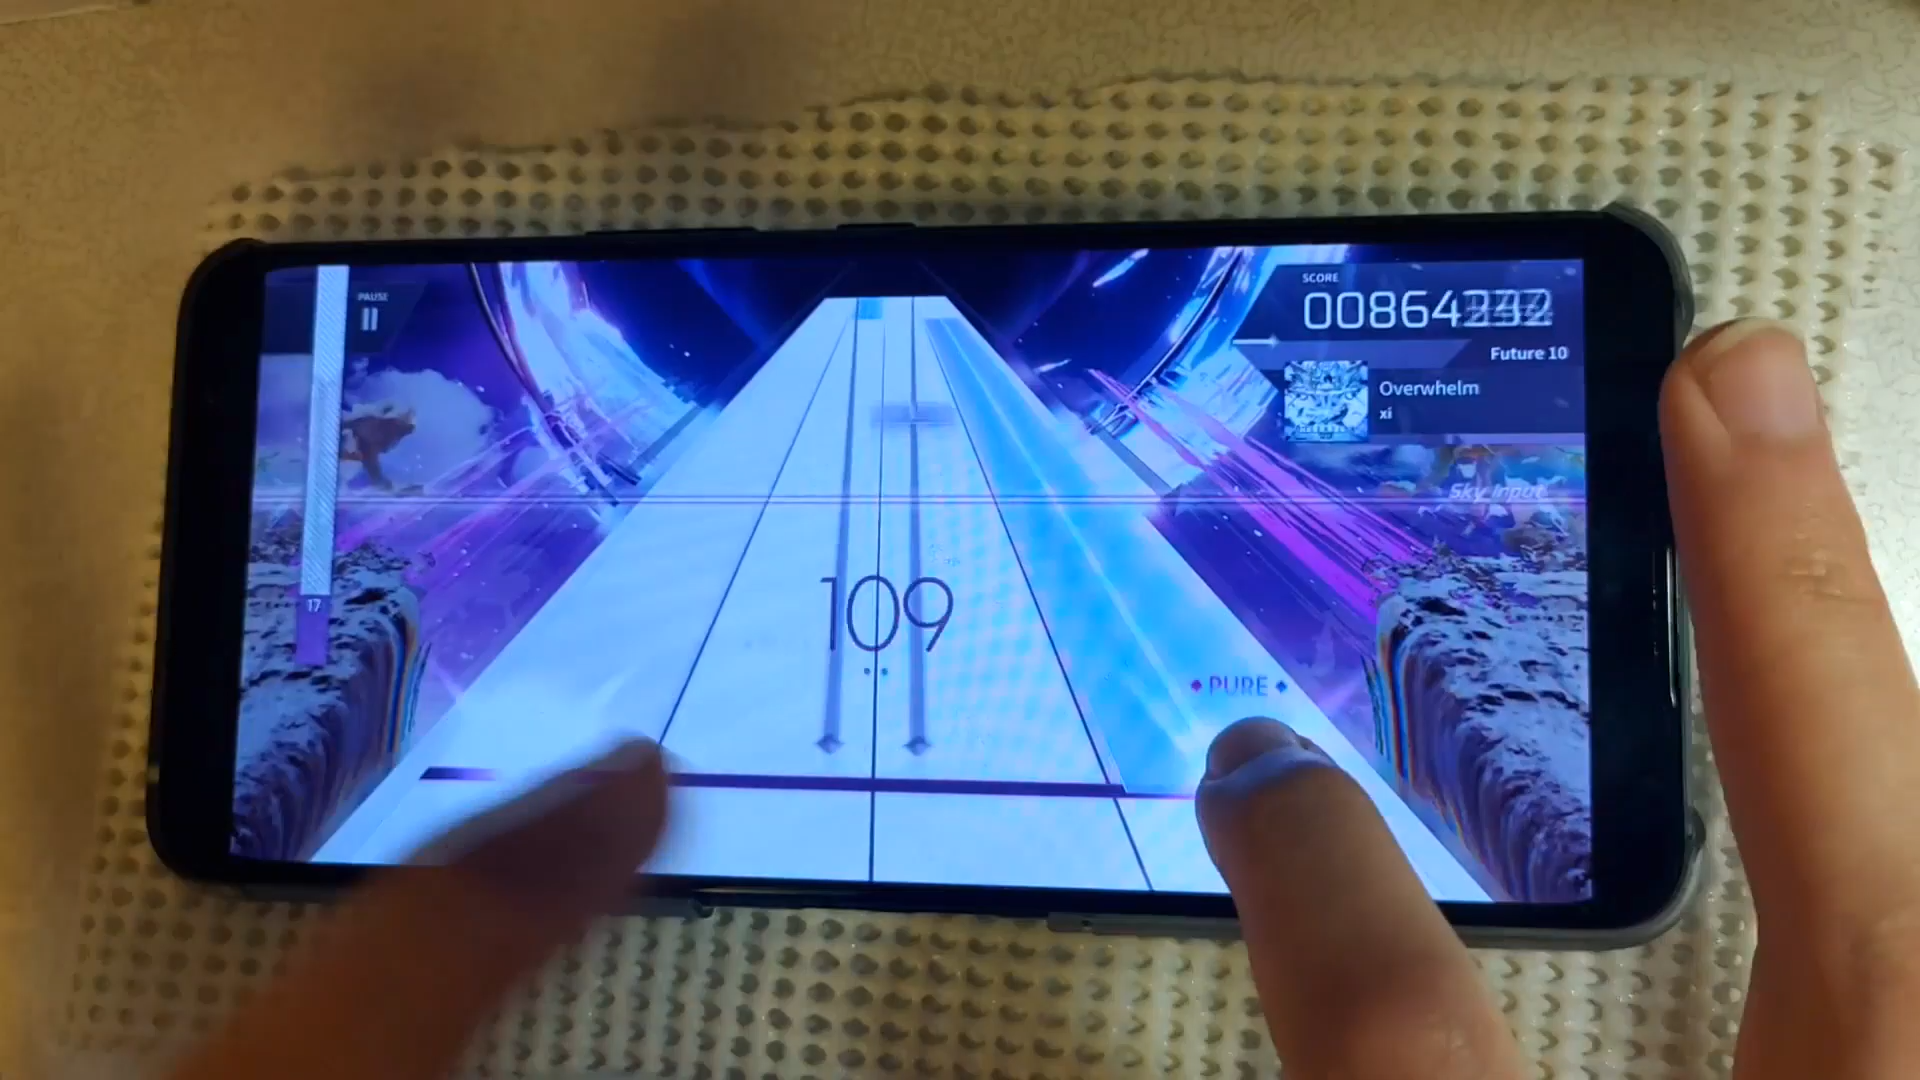 PAUSE
SCORE
00864
Future 10
Overwhelm
xi
Sky Input
17
109
PURE